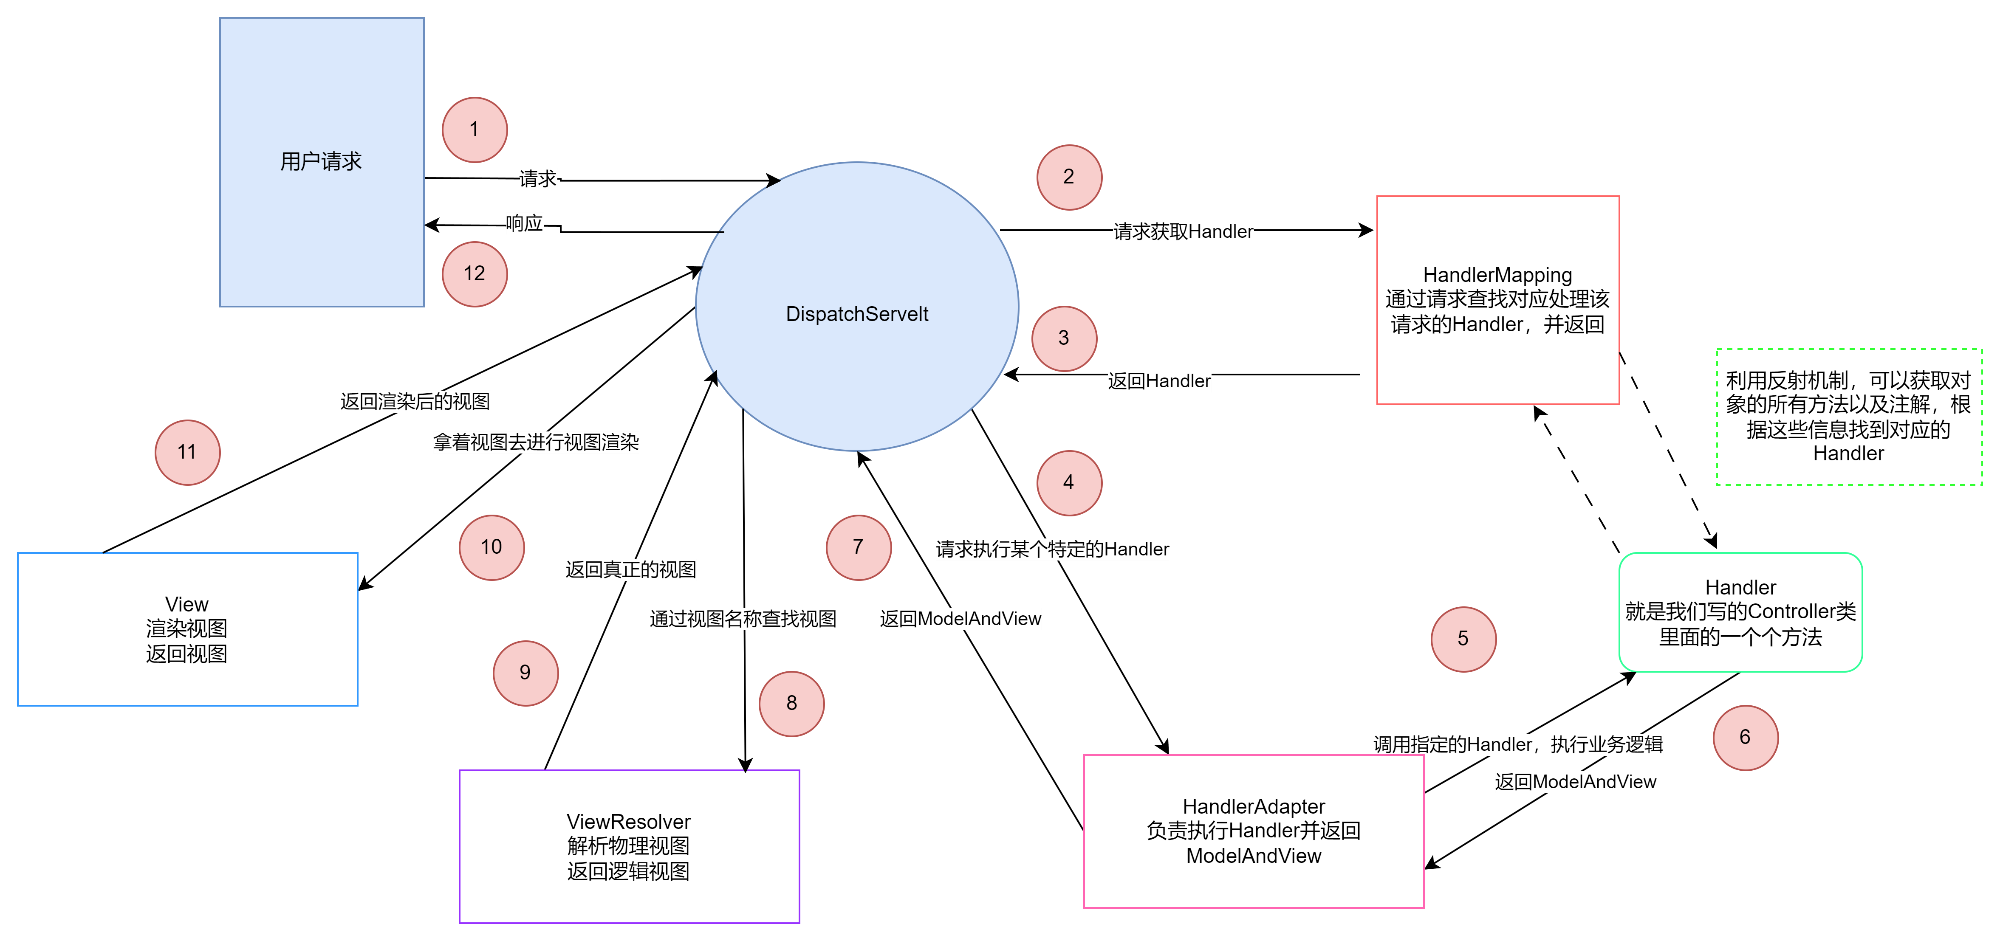 用户请求
1
请求
响应
12
DispatchServelt
2
请求获取Handler
3
返回Handler
HandlerMapping
通过请求查找对应处理该
请求的Handler，并返回
利用反射机制，可以获取对
象的所有方法以及注解，根
据这些信息找到对应的
Handler
返回渲染后的视图
11
拿着视图去进行视图渲染
10
4
7
请求执行某个特定的Handler
返回真正的视图
通过视图名称查找视图
返回ModelAndView
View
渲染视图
返回视图
Handler
就是我们写的Controller类
里面的一个个方法
5
9
8
6
调用指定的Handler，执行业务逻辑
返回ModelAndView
ViewResolver
解析物理视图
返回逻辑视图
HandlerAdapter
负责执行Handler并返回
ModelAndView